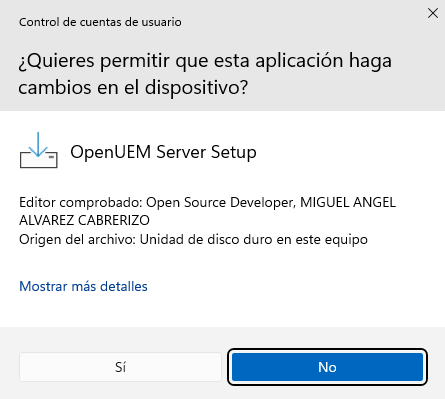 Control de cuentas de usuario
¿Quieres permitir que esta aplicación haga
cambios en el dispositivo?
OpenUEM Server Setup
Editor comprobado: Open Source Developer, MIGUEL ANGEL
ALVAREZ CABRERIZO
Origen del archivo: Unidad de disco duro en este equipo
Mostrar más detalles
Sí
No